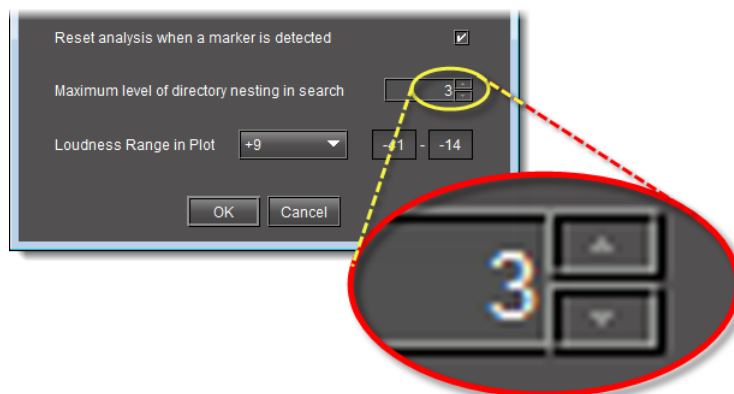 Reset analysis when a marker is detected
Maximum level of directory nesting in search 3
Loudness Range in Plot +9 -41 - -14
OK Cancel
3